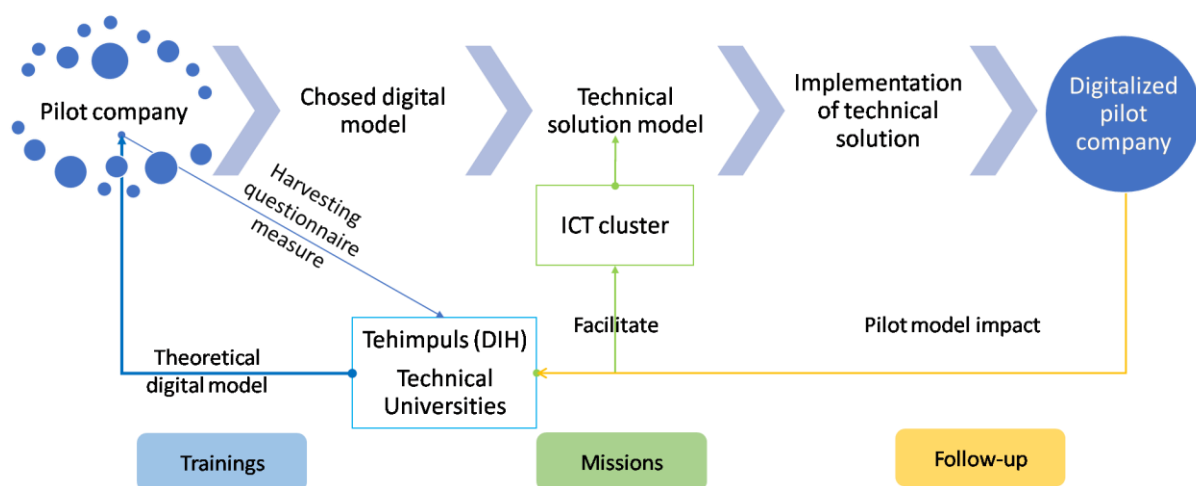 Pilot company
Chosed digital
model
Technical
solution model
Implementation
of technical
solution
Digitalized
pilot
company
Harvesting
questionnaire
measure
ICT cluster
Theoretical
digital model
Tehimpuls (DIH)
Technical
Universities
Facilitate
Pilot model impact
Trainings
Missions
Follow-up